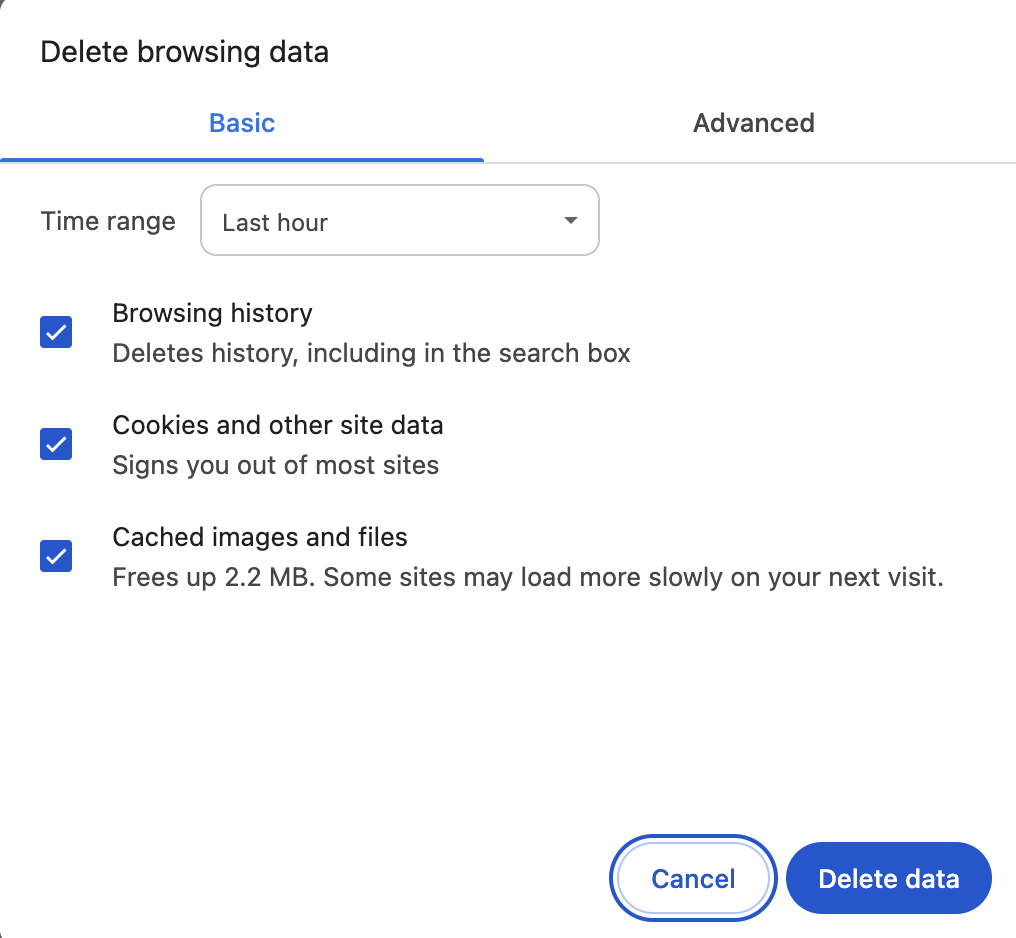 Delete browsing data
Basic
Advanced
Time range
Last hour
Browsing history
Deletes history, including in the search box
Cookies and other site data
Signs you out of most sites
Cached images and files
Frees up 2.2 MB. Some sites may load more slowly on your next visit.
Cancel
Delete data